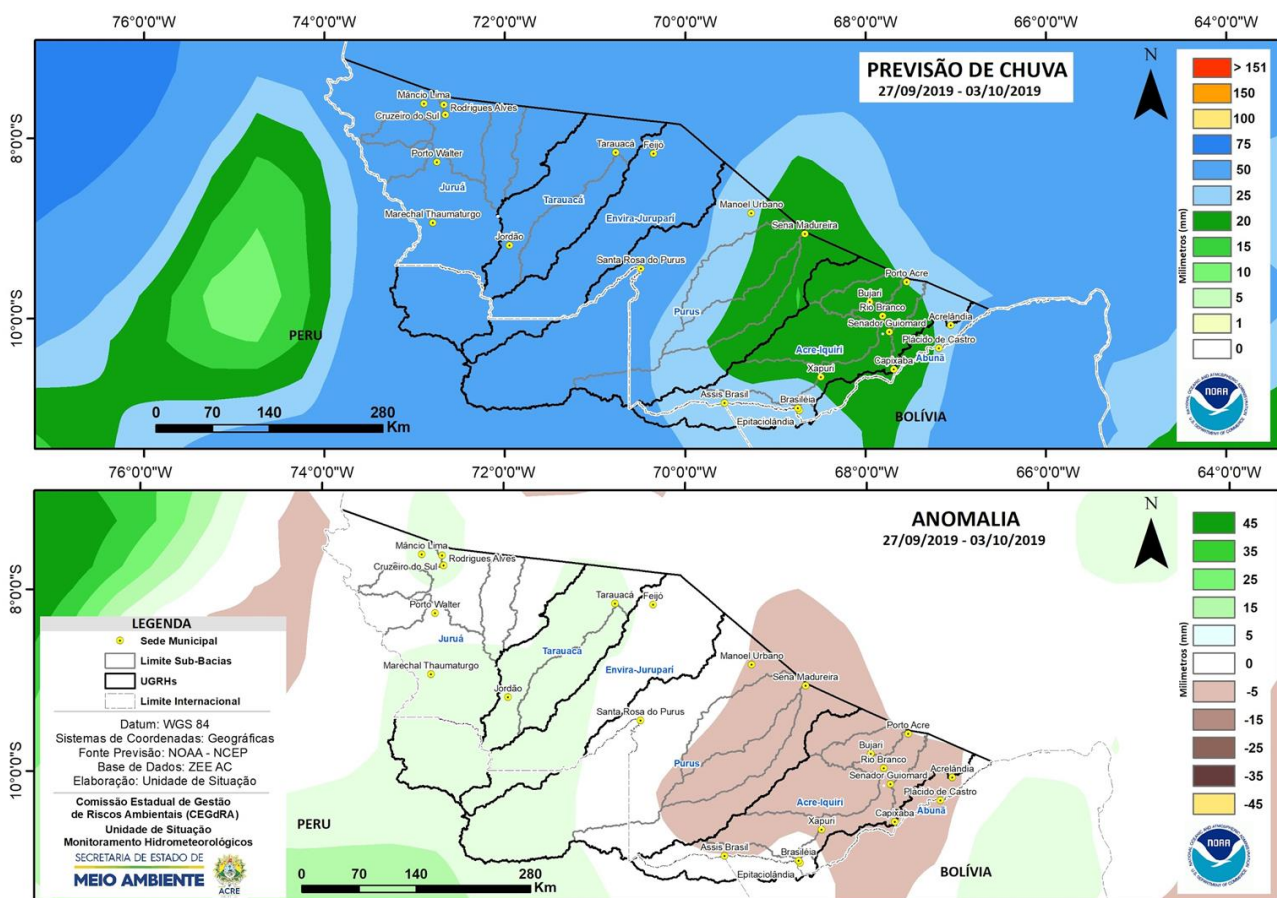 76°0'0"W
74°0'0"W
72°0'0"W
70°0'0"W
68°0'0"W
66°0'0"W
64°0'0"W
8°0'0"S
10°0'0"S
PREVISÃO DE CHUVA
27/09/2019 - 03/10/2019
N
> 151
150
100
75
50
25
20
15
10
5
1
0
Milímetros (mm)
NOAA
Mâncio Lima
Rodrigues Alves
Cruzeiro do Sul
Porto Walter
Juruá
Marechal Thaumaturgo
Tarauacá
Feijó
Tarauacá
Envira-Jurupari
Jordão
Santa Rosa do Purus
Manoel Urbano
Sena Madureira
Purus
Porto Acre
Bujari
Rio Branco
Senador Guiomard
Acrelândia
Plácido de Castro
Abunã
Acre-Iquiri
Capixaba
Xapuri
Assis Brasil
Brasiléia
Epitaciolândia
PERU
BOLÍVIA
0 70 140 280
Km
76°0'0"W
74°0'0"W
72°0'0"W
70°0'0"W
68°0'0"W
66°0'0"W
64°0'0"W
8°0'0"S
10°0'0"S
ANOMALIA
27/09/2019 - 03/10/2019
N
45
35
25
15
5
0
-5
-15
-25
-35
-45
Milímetros (mm)
NOAA
Mâncio Lima
Rodrigues Alves
Cruzeiro do Sul
Porto Walter
Juruá
Marechal Thaumaturgo
Tarauacá
Feijó
Tarauacá
Envira-Jurupari
Jordão
Santa Rosa do Purus
Manoel Urbano
Sena Madureira
Purus
Porto Acre
Bujari
Rio Branco
Senador Guiomard
Acrelândia
Plácido de Castro
Abunã
Acre-Iquiri
Capixaba
Xapuri
Assis Brasil
Brasiléia
Epitaciolândia
PERU
BOLÍVIA
0 70 140 280
Km
LEGENDA
Sede Municipal
Limite Sub-Bacias
UGRHs
Limite Internacional
Datum: WGS 84
Sistemas de Coordenadas: Geográficas
Fonte Previsão: NOAA - NCEP
Base de Dados: ZEE AC
Elaboração: Unidade de Situação
Comissão Estadual de Gestão
de Riscos Ambientais (CEGdRA)
Unidade de Situação
Monitoramento Hidrometeorológicos
SECRETARIA DE ESTADO DE
MEIO AMBIENTE
ACRE